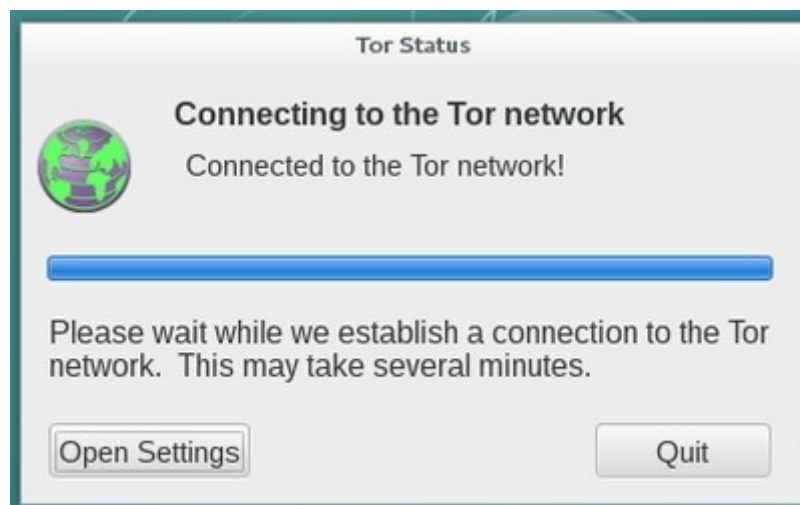 Tor Status
Connecting to the Tor network
Connected to the Tor network!
Please wait while we establish a connection to the Tor
network.  This may take several minutes.
Open Settings
Quit